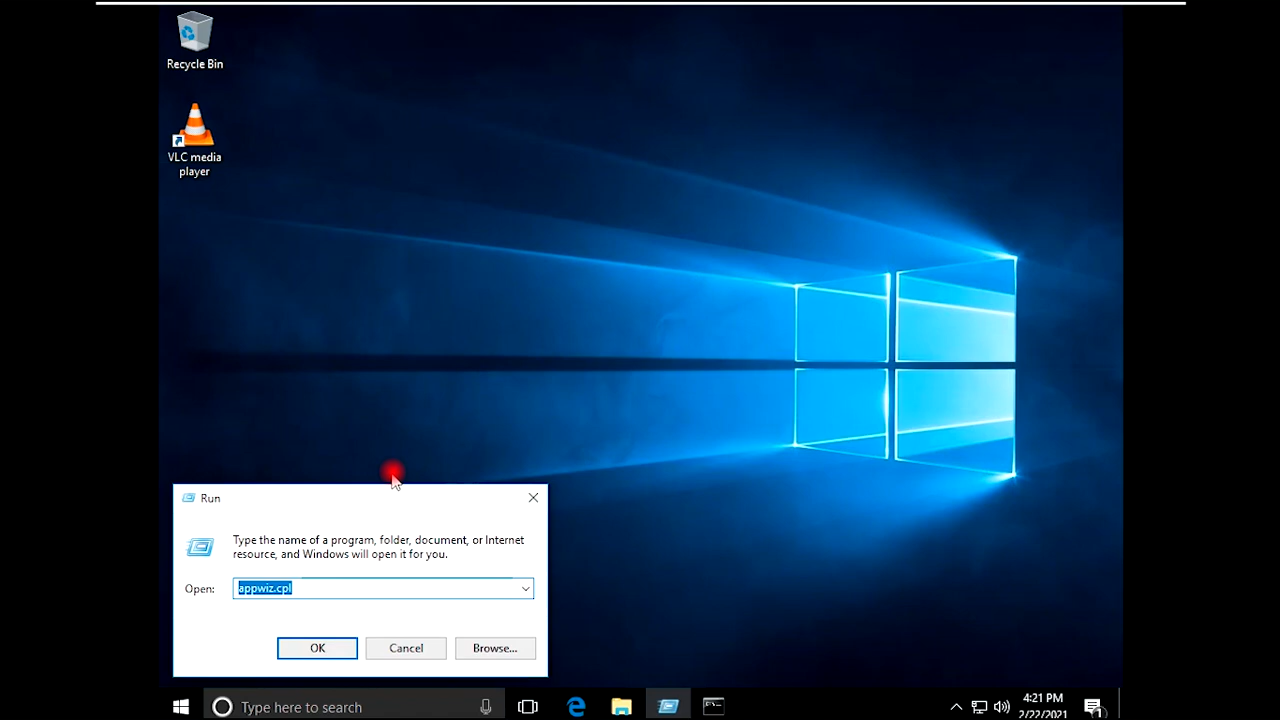 Recycle Bin
VLC media
player
Run
Type the name of a program, folder, document, or Internet
resource, and Windows will open it for you.
Open:
appwiz.cpl
OK
Cancel
Browse...
Type here to search
4:21 PM
2/22/2021
1